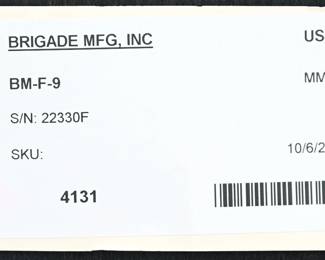 BRIGADE MFG, INC
US
BM-F-9
MM
S/N: 22330F
SKU:
10/6/2
4131